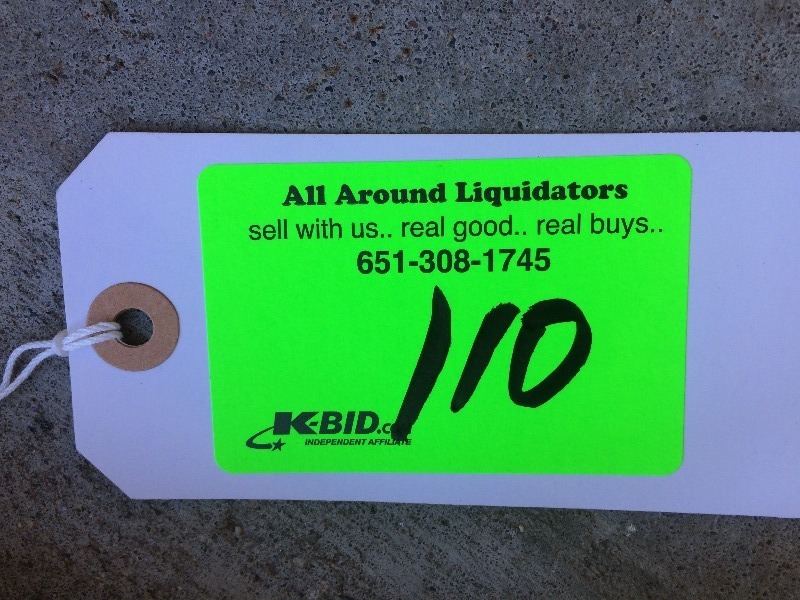 All Around Liquidators
sell with us.. real good.. real buys..
651-308-1745
110
K-BID.com
INDEPENDENT AFFILIATE